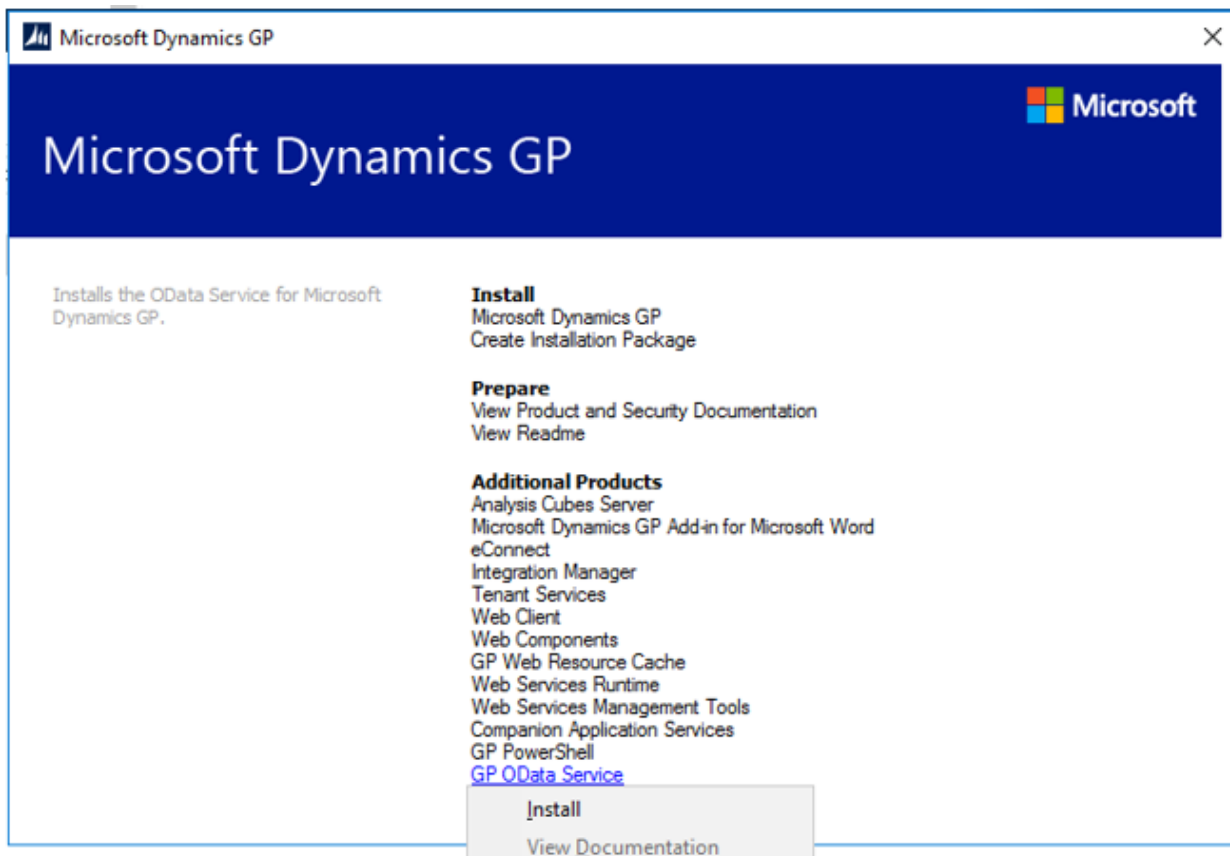 Microsoft Dynamics GP
Microsoft
Microsoft Dynamics GP
Installs the OData Service for Microsoft
Dynamics GP.
Install
Microsoft Dynamics GP
Create Installation Package
Prepare
View Product and Security Documentation
View Readme
Additional Products
Analysis Cubes Server
Microsoft Dynamics GP Add-in for Microsoft Word
eConnect
Integration Manager
Tenant Services
Web Client
Web Components
GP Web Resource Cache
Web Services Runtime
Web Services Management Tools
Companion Application Services
GP PowerShell
GP OData Service
Install
View Documentation